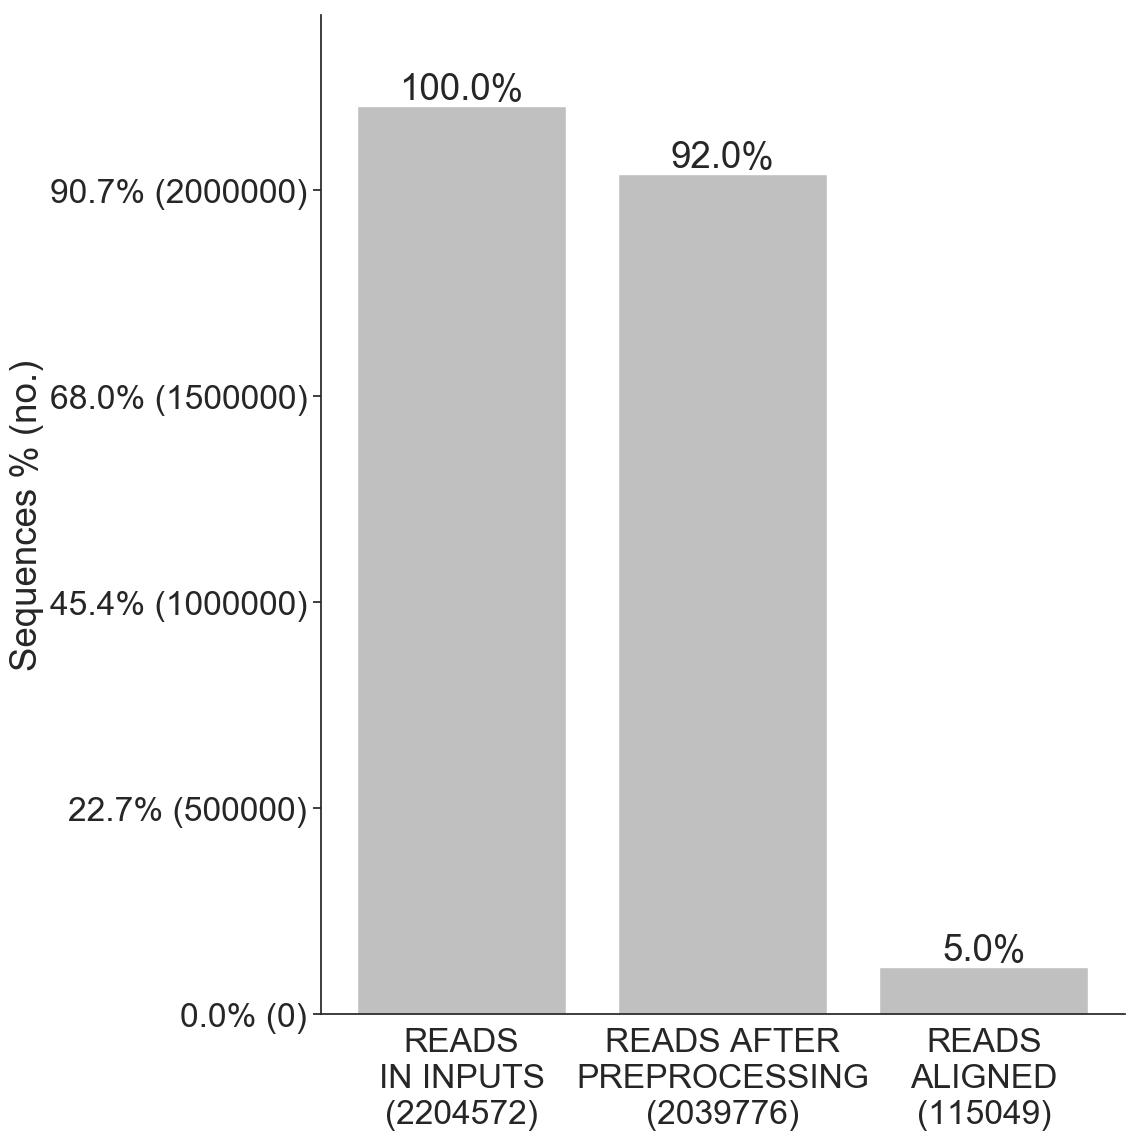 100.0%
92.0%
5.0%
Sequences % (no.)
90.7% (2000000)
68.0% (1500000)
45.4% (1000000)
22.7% (500000)
0.0% (0)
READS
IN INPUTS
(2204572)
READS AFTER
PREPROCESSING
(2039776)
READS
ALIGNED
(115049)